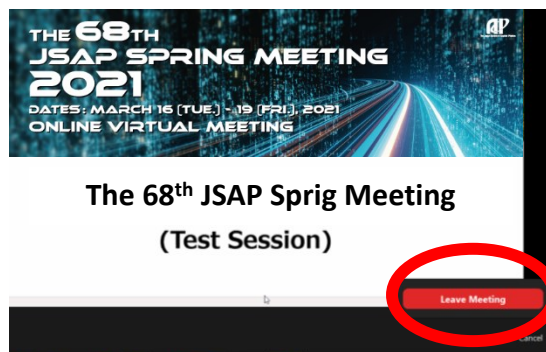 THE 68TH
JSAP SPRING MEETING
2021
DATES: MARCH 16 (TUE.) - 19 (FRI.), 2021
ONLINE VIRTUAL MEETING
The 68th JSAP Sprig Meeting
(Test Session)
Leave Meeting
Cancel